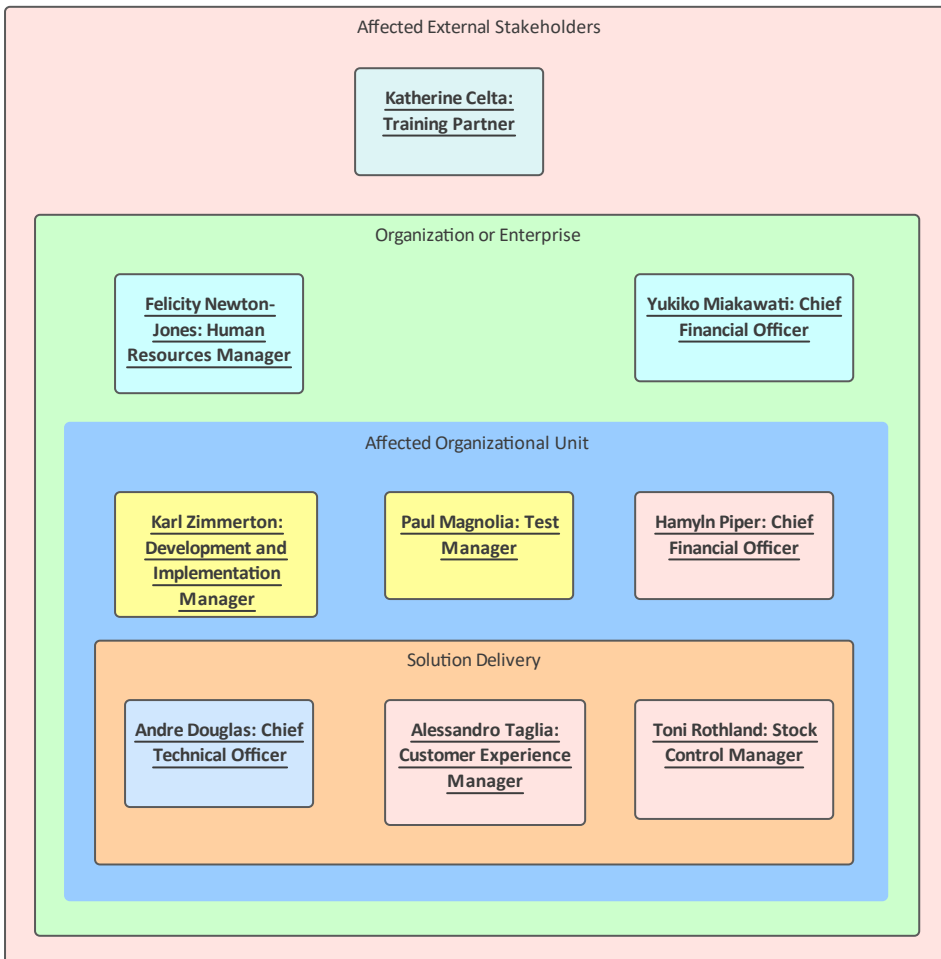 Affected External Stakeholders
Katherine Celta:
Training Partner
Organization or Enterprise
Felicity Newton-
Jones: Human
Resources Manager
Yukiko Miakawati: Chief
Financial Officer
Affected Organizational Unit
Karl Zimmerton:
Development and
Implementation
Manager
Paul Magnolia: Test
Manager
Hamyln Piper: Chief
Financial Officer
Solution Delivery
Andre Douglas: Chief
Technical Officer
Alessandro Taglia:
Customer Experience
Manager
Toni Rothland: Stock
Control Manager